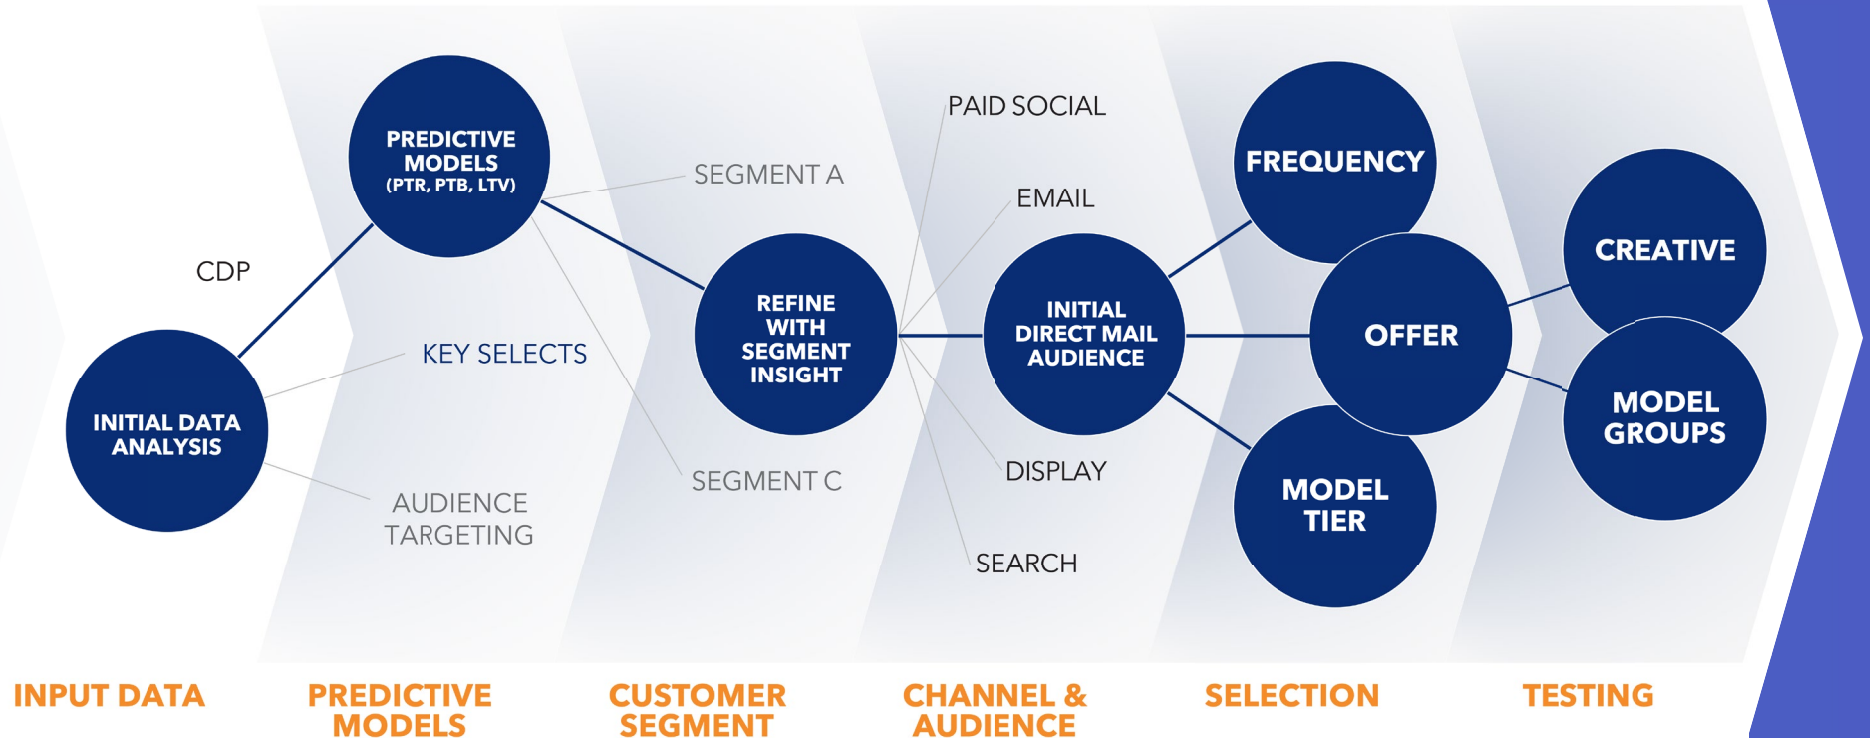 PREDICTIVE
MODELS
(PTR, PTB, LTV)
CDP
INITIAL DATA
ANALYSIS
KEY SELECTS
AUDIENCE
TARGETING
SEGMENT A
REFINE
WITH
SEGMENT
INSIGHT
SEGMENT C
PAID SOCIAL
EMAIL
INITIAL
DIRECT MAIL
AUDIENCE
DISPLAY
SEARCH
FREQUENCY
OFFER
MODEL
TIER
CREATIVE
MODEL
GROUPS
INPUT DATA
PREDICTIVE
MODELS
CUSTOMER
SEGMENT
CHANNEL &
AUDIENCE
SELECTION
TESTING